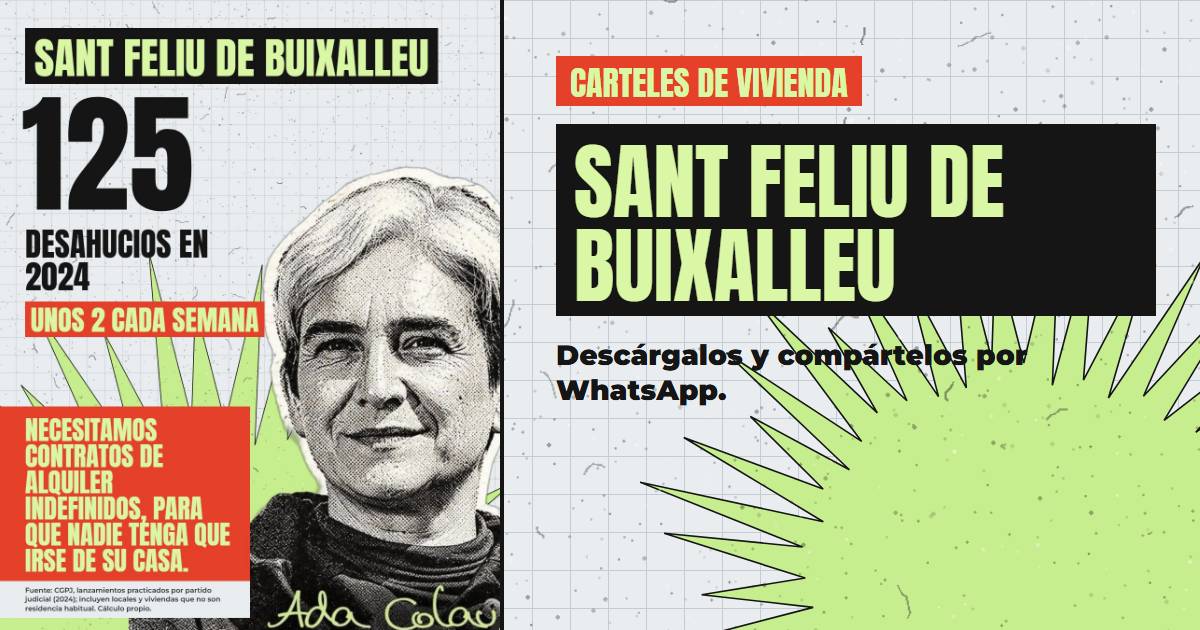 SANT FELIU DE BUIXALLEU
125
DESAHUCIOS EN
2024
UNOS 2 CADA SEMANA
NECESITAMOS
CONTRATOS DE
ALQUILER
INDEFINIDOS, PARA
QUE NADIE TENGA QUE
IRSE DE SU CASA.
Fuente: CGPJ, lanzamientos practicados por partido
judicial (2024); incluyen locales y viviendas que no son
residencia habitual. Cálculo propio.
Ada Colau
CARTELES DE VIVIENDA
SANT FELIU DE
BUIXALLEU
Descárgalos y compártelos por
WhatsApp.